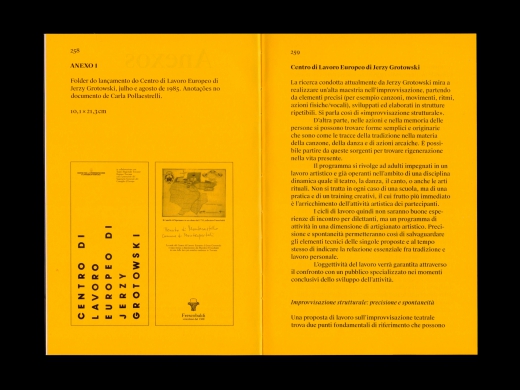 258
ANEXO I
Folder do lançamento do Centro di Lavoro Europeo di
Jerzy Grotowski, julho e agosto de 1985. Anotações no
documento de Carla Pollastrelli.
10,1 x 21,3 cm
CENTRO DI
LAVORO
EUROPEO DI
JERZY
GROTOWSKI
259
Centro di Lavoro Europeo di Jerzy Grotowski
La ricerca condotta attualmente da Jerzy Grotowski mira a
realizzare un'alta maestria nell'improvvisazione, partendo
da elementi precisi (per esempio canzoni, movimenti, ritmi,
azioni fisiche/vocali), sviluppati ed elaborati in strutture
ripetibili. Si parla così di «improvvisazione strutturale».
D'altra parte, nelle azioni e nella memoria delle
persone si possono trovare forme semplici e originarie
che sono come le tracce della tradizione nella materia
della canzone, della danza e di azioni arcaiche. È possi-
bile partire da queste sorgenti per trovare rigenerazione
nella vita presente.
Il programma si rivolge ad adulti impegnati in un
lavoro artistico e già operati nell'ambito di una disciplina
dinamica quale il teatro, la danza, il canto, o anche le arti
rituali. Non si tratta in ogni caso di una scuola, ma di una
pratica e di un training creativi, il cui frutto più immediato
è l'arricchimento dell'attività artistica dei partecipanti.
I cicli di lavoro quindi non saranno buone espe-
rienze di incontro per dilettanti, ma un programma di
attività in una dimensione di artigianato artistico. Preci-
sione e spontaneità permetteranno così di salvaguardare
gli elementi tecnici delle singole proposte e al tempo
stesso di indicare la relazione essenziale fra tradizione e
lavoro personale.
L'oggettività del lavoro verrà garantita attraverso
il confronto con un pubblico specializzato nei momenti
conclusivi dello sviluppo dell'attività.
Improvvisazione strutturale: precisione e spontaneità
Una proposta di lavoro sull'improvvisazione teatrale
trova due punti fondamentali di riferimento che possono